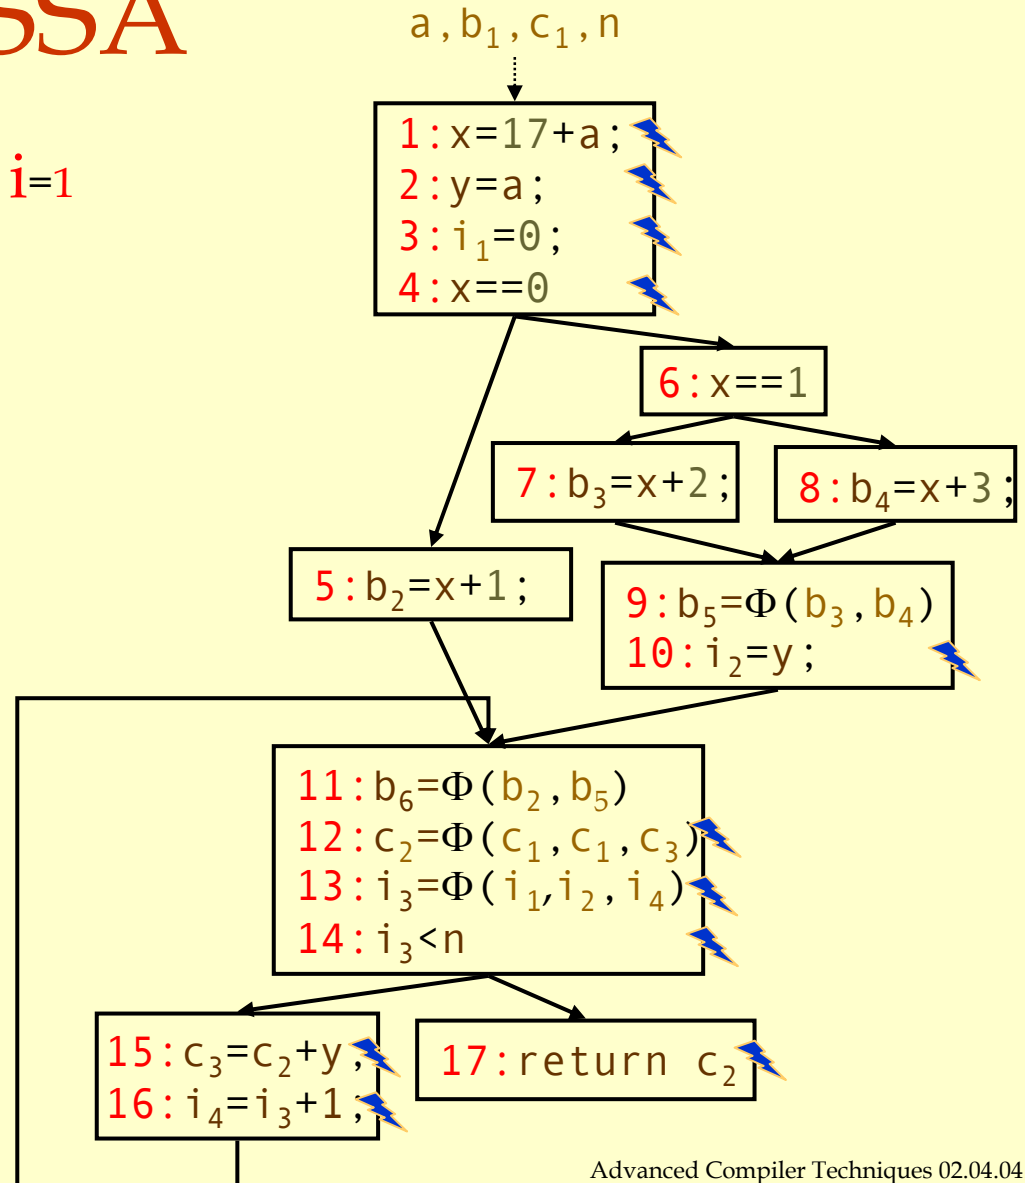 SSA
a,b₁,c₁,n
i=1
1:x=17+a;
2:y=a;
3:i₁=0;
4:x==0
6:x==1
7:b₃=x+2;
8:b₄=x+3;
5:b₂=x+1;
9:b₅=Φ(b₃,b₄)
10:i₂=y;
11:b₆=Φ(b₂,b₅)
12:c₂=Φ(c₁,c₁,c₃)
13:i₃=Φ(i₁,i₂,i₄)
14:i₃<n
15:c₃=c₂+y;
16:i₄=i₃+1;
17:return c₂
Advanced Compiler Techniques 02.04.04